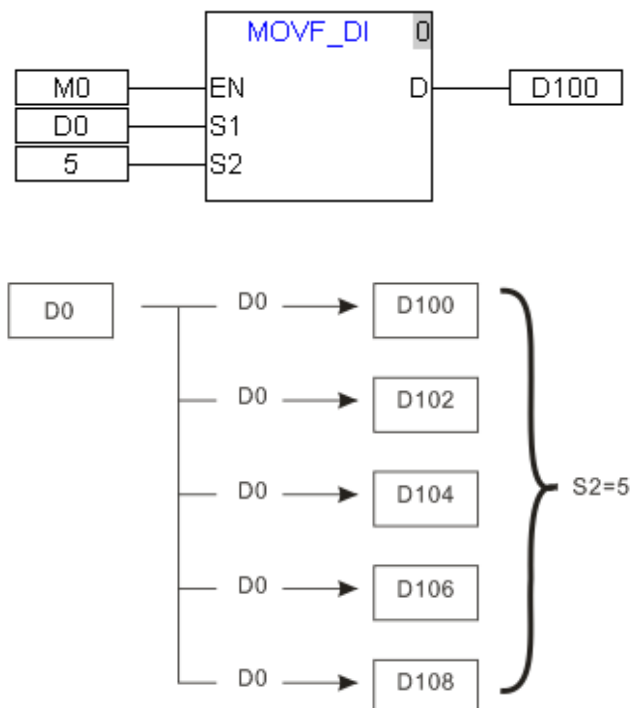 MOVF_DI 0
M0 EN D D100
D0 S1
5 S2
D0 D0 D100
D0 D102
D0 D104 S2=5
D0 D106
D0 D108